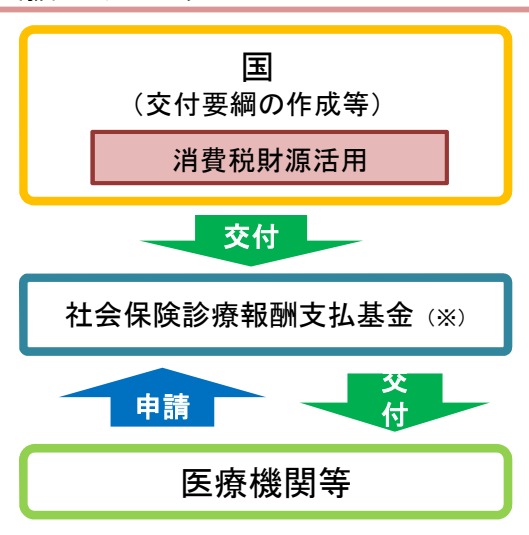 国
（交付要綱の作成等）
消費税財源活用
交付
社会保険診療報酬支払基金（※）
申請
交
付
医療機関等